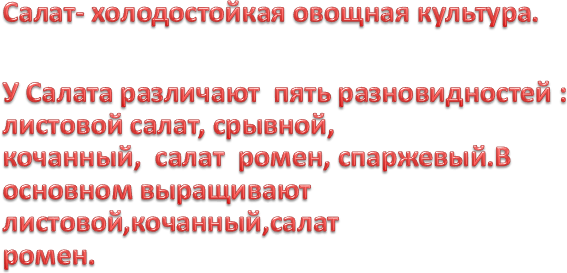 Салат- холодостойкая овощная культура.
У Салата различают  пять разновидностей :
листовой салат, срывной,
кочанный,  салат  ромен, спаржевый.В
основном выращивают
листовой,кочанный,салат
ромен.